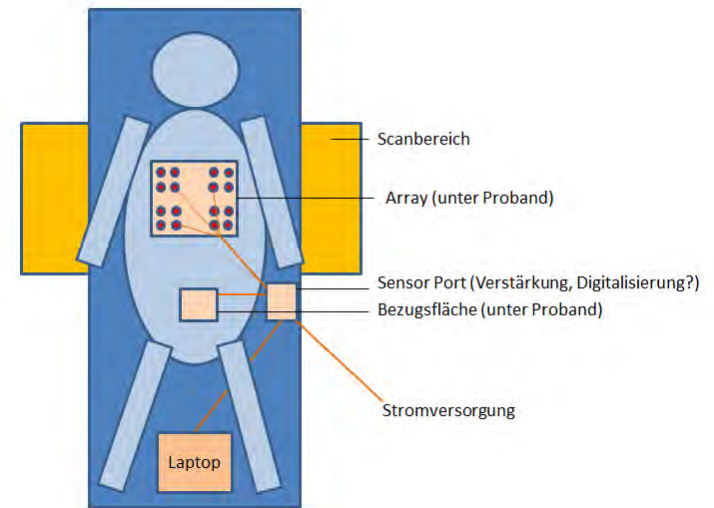 Scanbereich
Array (unter Proband)
Sensor Port (Verstärkung, Digitalisierung?)
Bezugsfläche (unter Proband)
Stromversorgung
Laptop